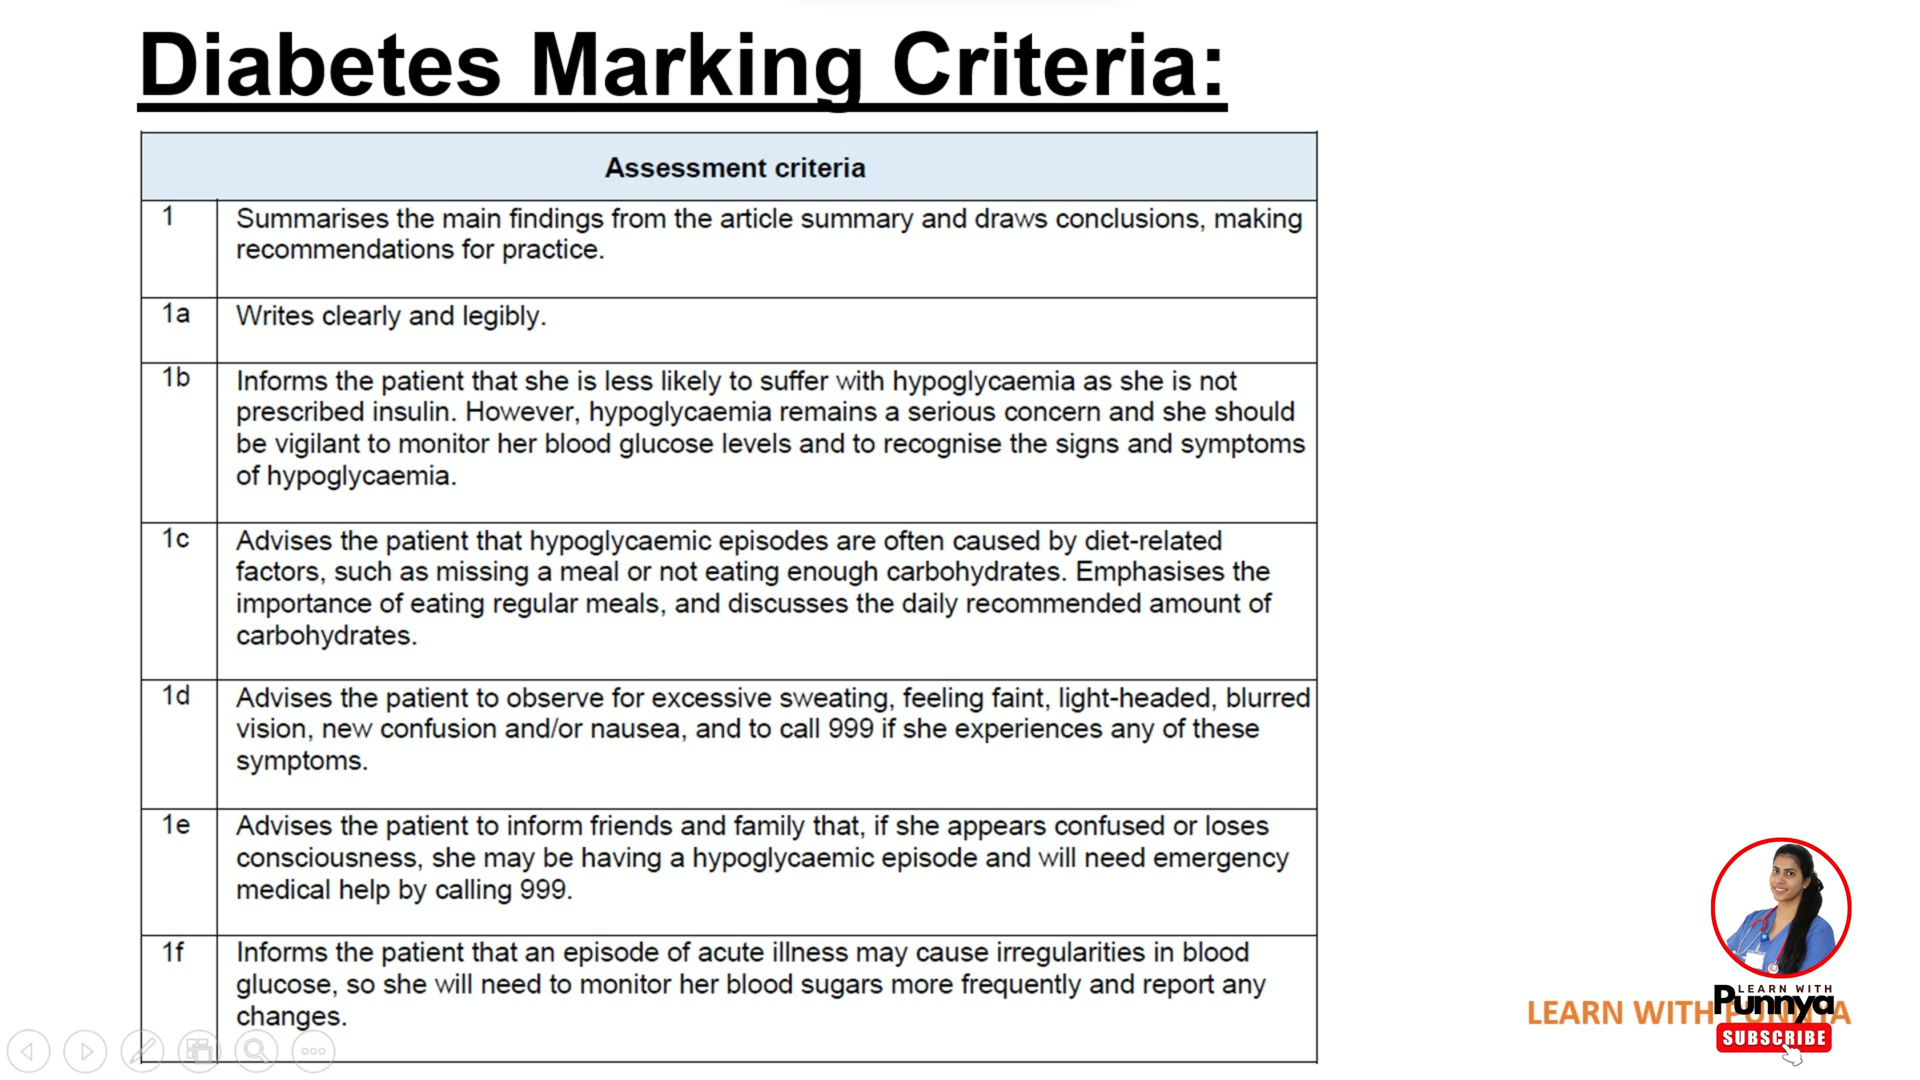 Diabetes Marking Criteria:
Assessment criteria
1
Summarises the main findings from the article summary and draws conclusions, making
recommendations for practice.
1a
Writes clearly and legibly.
1b
Informs the patient that she is less likely to suffer with hypoglycaemia as she is not
prescribed insulin. However, hypoglycaemia remains a serious concern and she should
be vigilant to monitor her blood glucose levels and to recognise the signs and symptoms
of hypoglycaemia.
1c
Advises the patient that hypoglycaemic episodes are often caused by diet-related
factors, such as missing a meal or not eating enough carbohydrates. Emphasises the
importance of eating regular meals, and discusses the daily recommended amount of
carbohydrates.
1d
Advises the patient to observe for excessive sweating, feeling faint, light-headed, blurred
vision, new confusion and/or nausea, and to call 999 if she experiences any of these
symptoms.
1e
Advises the patient to inform friends and family that, if she appears confused or loses
consciousness, she may be having a hypoglycaemic episode and will need emergency
medical help by calling 999.
1f
Informs the patient that an episode of acute illness may cause irregularities in blood
glucose, so she will need to monitor her blood sugars more frequently and report any
changes.
LEARN WITH
LEARN WITH
Punnya
SUBSCRIBE